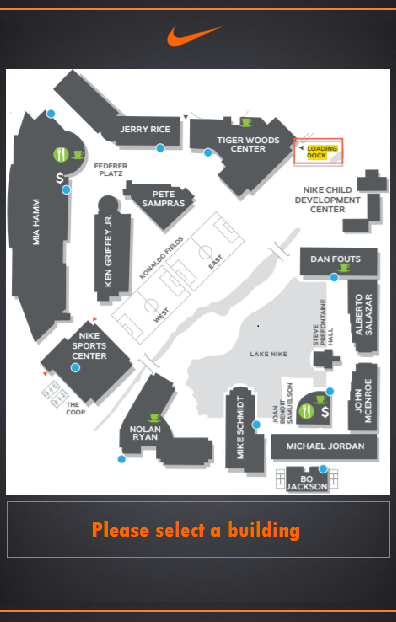 JERRY RICE
TIGER WOODS
CENTER
LOADING
DOCK
FEDERER
PLATZ
$
PETE
SAMPRAS
NIKE CHILD
DEVELOPMENT
CENTER
MIA HAMM
KEN GRIFFEY JR.
RONALDO FIELDS
EAST
WEST
DAN FOUTS
ALBERTO
SALAZAR
STEVE
PREFONTAINE
HALL
LAKE NIKE
NIKE
SPORTS
CENTER
THE
COOP
NOLAN
RYAN
MIKE SCHMIDT
JOAN
BENOIT
SAMUELSON
$
JOHN
MCENROE
MICHAEL JORDAN
BO
JACKSON
Please select a building